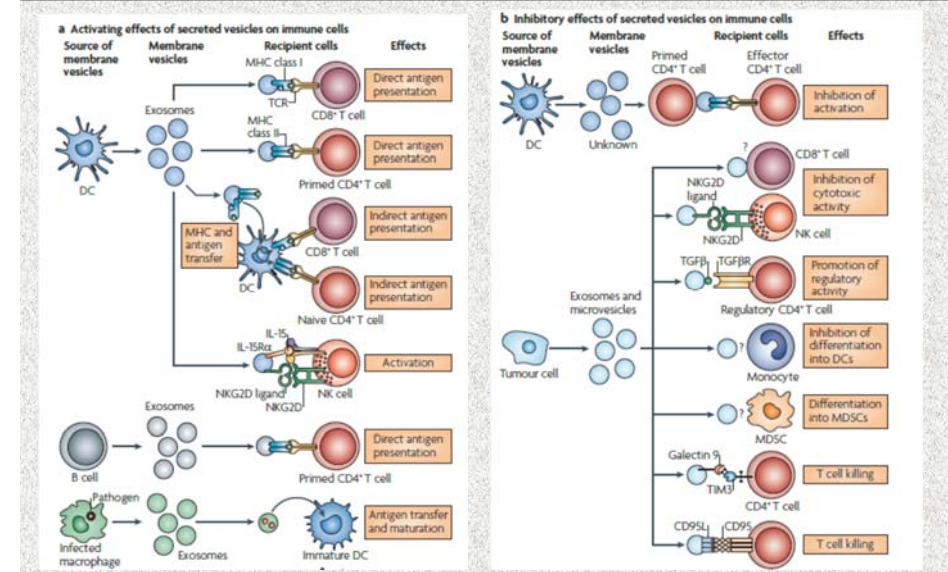 a Activating effects of secreted vesicles on immune cells
Source of
membrane
vesicles
Membrane
vesicles
Recipient cells
Effects
MHC class I
TCR
CD8⁺ T cell
Direct antigen
presentation
Exosomes
DC
MHC
class II
Primed CD4⁺ T cell
Direct antigen
presentation
MHC and
antigen
transfer
DC
CD8⁺ T cell
Indirect antigen
presentation
Naive CD4⁺ T cell
Indirect antigen
presentation
IL-15
IL-15Rα
NKG2D ligand
NKG2D
NK cell
Activation
Exosomes
B cell
Primed CD4⁺ T cell
Direct antigen
presentation
Pathogen
Infected
macrophage
Exosomes
Immature DC
Antigen transfer
and maturation
b Inhibitory effects of secreted vesicles on immune cells
Source of
membrane
vesicles
Membrane
vesicles
Recipient cells
Effects
Primed
CD4⁺ T cell
Effector
CD4⁺ T cell
DC
Unknown
Inhibition of
activation
?
CD8⁺ T cell
NKG2D
ligand
NKG2D
NK cell
Inhibition of
cytotoxic
activity
TGFβ
TGFβR
Regulatory CD4⁺ T cell
Promotion of
regulatory
activity
Exosomes and
microvesicles
Tumour cell
?
Monocyte
Inhibition of
differentiation
into DCs
?
MDSC
Differentiation
into MDSCs
Galectin 9
TIM3
CD4⁺ T cell
T cell killing
CD95L
CD95
T cell killing